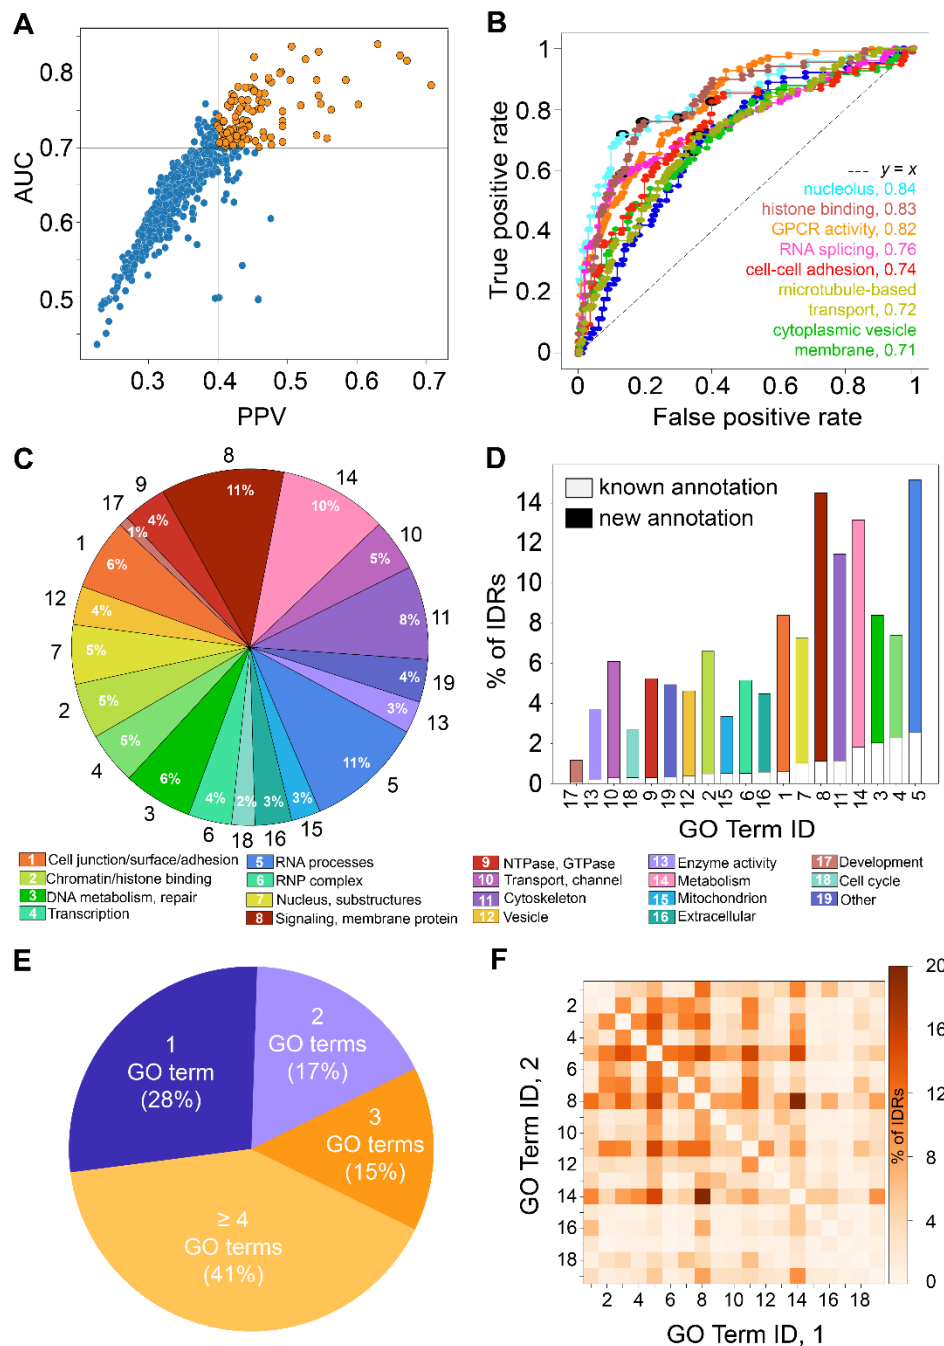 A
AUC
0.8
0.7
0.6
0.5
0.3
0.4
0.5
0.6
0.7
PPV
B
True positive rate
1
0.8
0.6
0.4
0.2
0
0
0.2
0.4
0.6
0.8
1
False positive rate
--- y = x
nucleolus, 0.84
histone binding, 0.83
GPCR activity, 0.82
RNA splicing, 0.76
cell-cell adhesion, 0.74
microtubule-based
transport, 0.72
cytoplasmic vesicle
membrane, 0.71
C
8
11%
14
10%
10
5%
11
8%
19
4%
13
3%
5
11%
15
3%
16
3%
18
2%
6
4%
3
6%
4
5%
2
5%
7
5%
12
4%
1
6%
17
1%
9
4%
D
known annotation
new annotation
% of IDRs
14
12
10
8
6
4
2
0
17
13
10
18
9
19
12
2
15
6
16
1
7
8
11
14
3
4
5
GO Term ID
1 Cell junction/surface/adhesion
2 Chromatin/histone binding
3 DNA metabolism, repair
4 Transcription
5 RNA processes
6 RNP complex
7 Nucleus, substructures
8 Signaling, membrane protein
9 NTPase, GTPase
10 Transport, channel
11 Cytoskeleton
12 Vesicle
13 Enzyme activity
14 Metabolism
15 Mitochondrion
16 Extracellular
17 Development
18 Cell cycle
19 Other
E
1
GO term
(28%)
2
GO terms
(17%)
3
GO terms
(15%)
≥ 4
GO terms
(41%)
F
GO Term ID, 2
2
4
6
8
10
12
14
16
18
2
4
6
8
10
12
14
16
18
GO Term ID, 1
% of IDRs
20
16
12
8
4
0